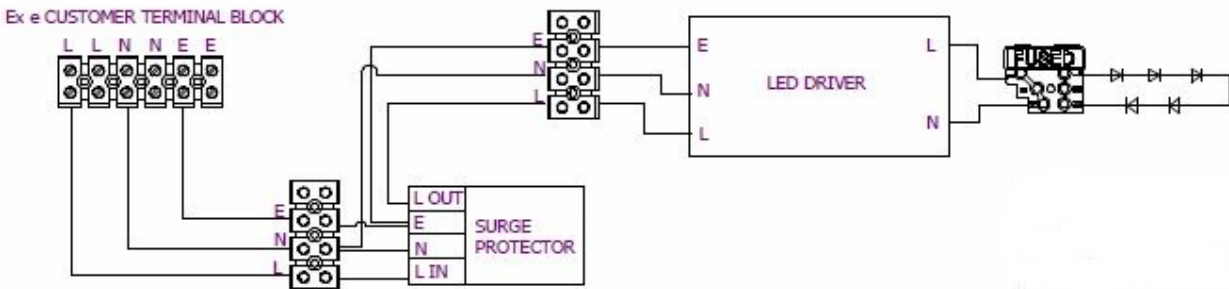 Ex e CUSTOMER TERMINAL BLOCK
L L N N E E
E
N
L
E
N
L
LED DRIVER
L
N
FUSED
E
N
L
L OUT
E
N
L IN
SURGE
PROTECTOR